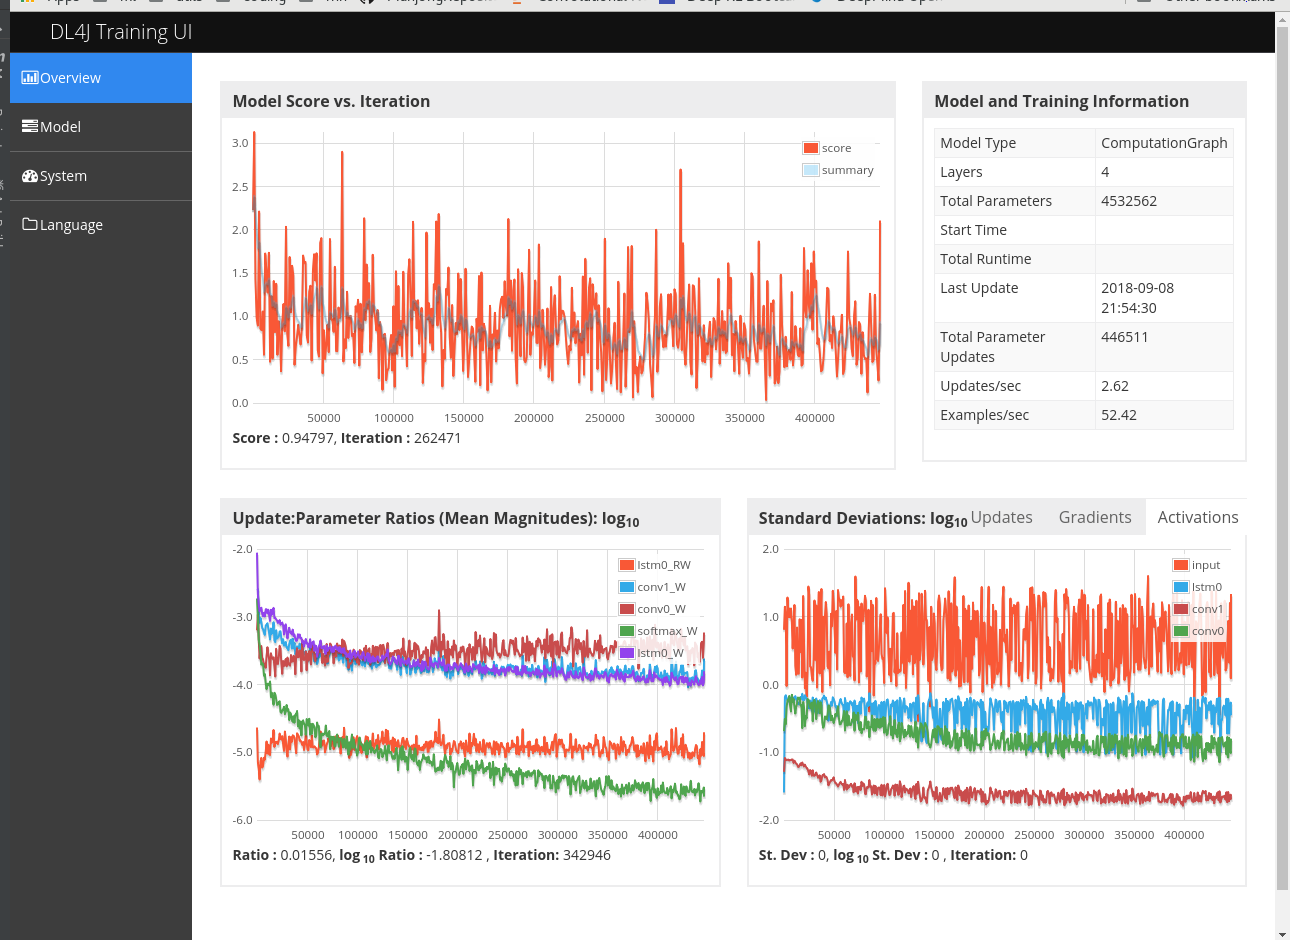 DL4J Training UI
Overview
Model
System
Language
Model Score vs. Iteration
3.0
2.5
2.0
1.5
1.0
0.5
0.0
score
summary
50000 100000 150000 200000 250000 300000 350000 400000
Score : 0.94797, Iteration : 262471
Model and Training Information
Model Type ComputationGraph
Layers 4
Total Parameters 4532562
Start Time
Total Runtime
Last Update 2018-09-08
21:54:30
Total Parameter 446511
Updates
Updates/sec 2.62
Examples/sec 52.42
Update:Parameter Ratios (Mean Magnitudes): log10
-2.0
-3.0
-4.0
-5.0
-6.0
lstm0_RW
conv1_W
conv0_W
softmax_W
lstm0_W
50000 100000 150000 200000 250000 300000 350000 400000
Ratio : 0.01556, log 10 Ratio : -1.80812 , Iteration: 342946
Standard Deviations: log10 Updates Gradients Activations
2.0
1.0
0.0
-1.0
-2.0
input
lstm0
conv1
conv0
50000 100000 150000 200000 250000 300000 350000 400000
St. Dev : 0, log 10 St. Dev : 0 , Iteration: 0